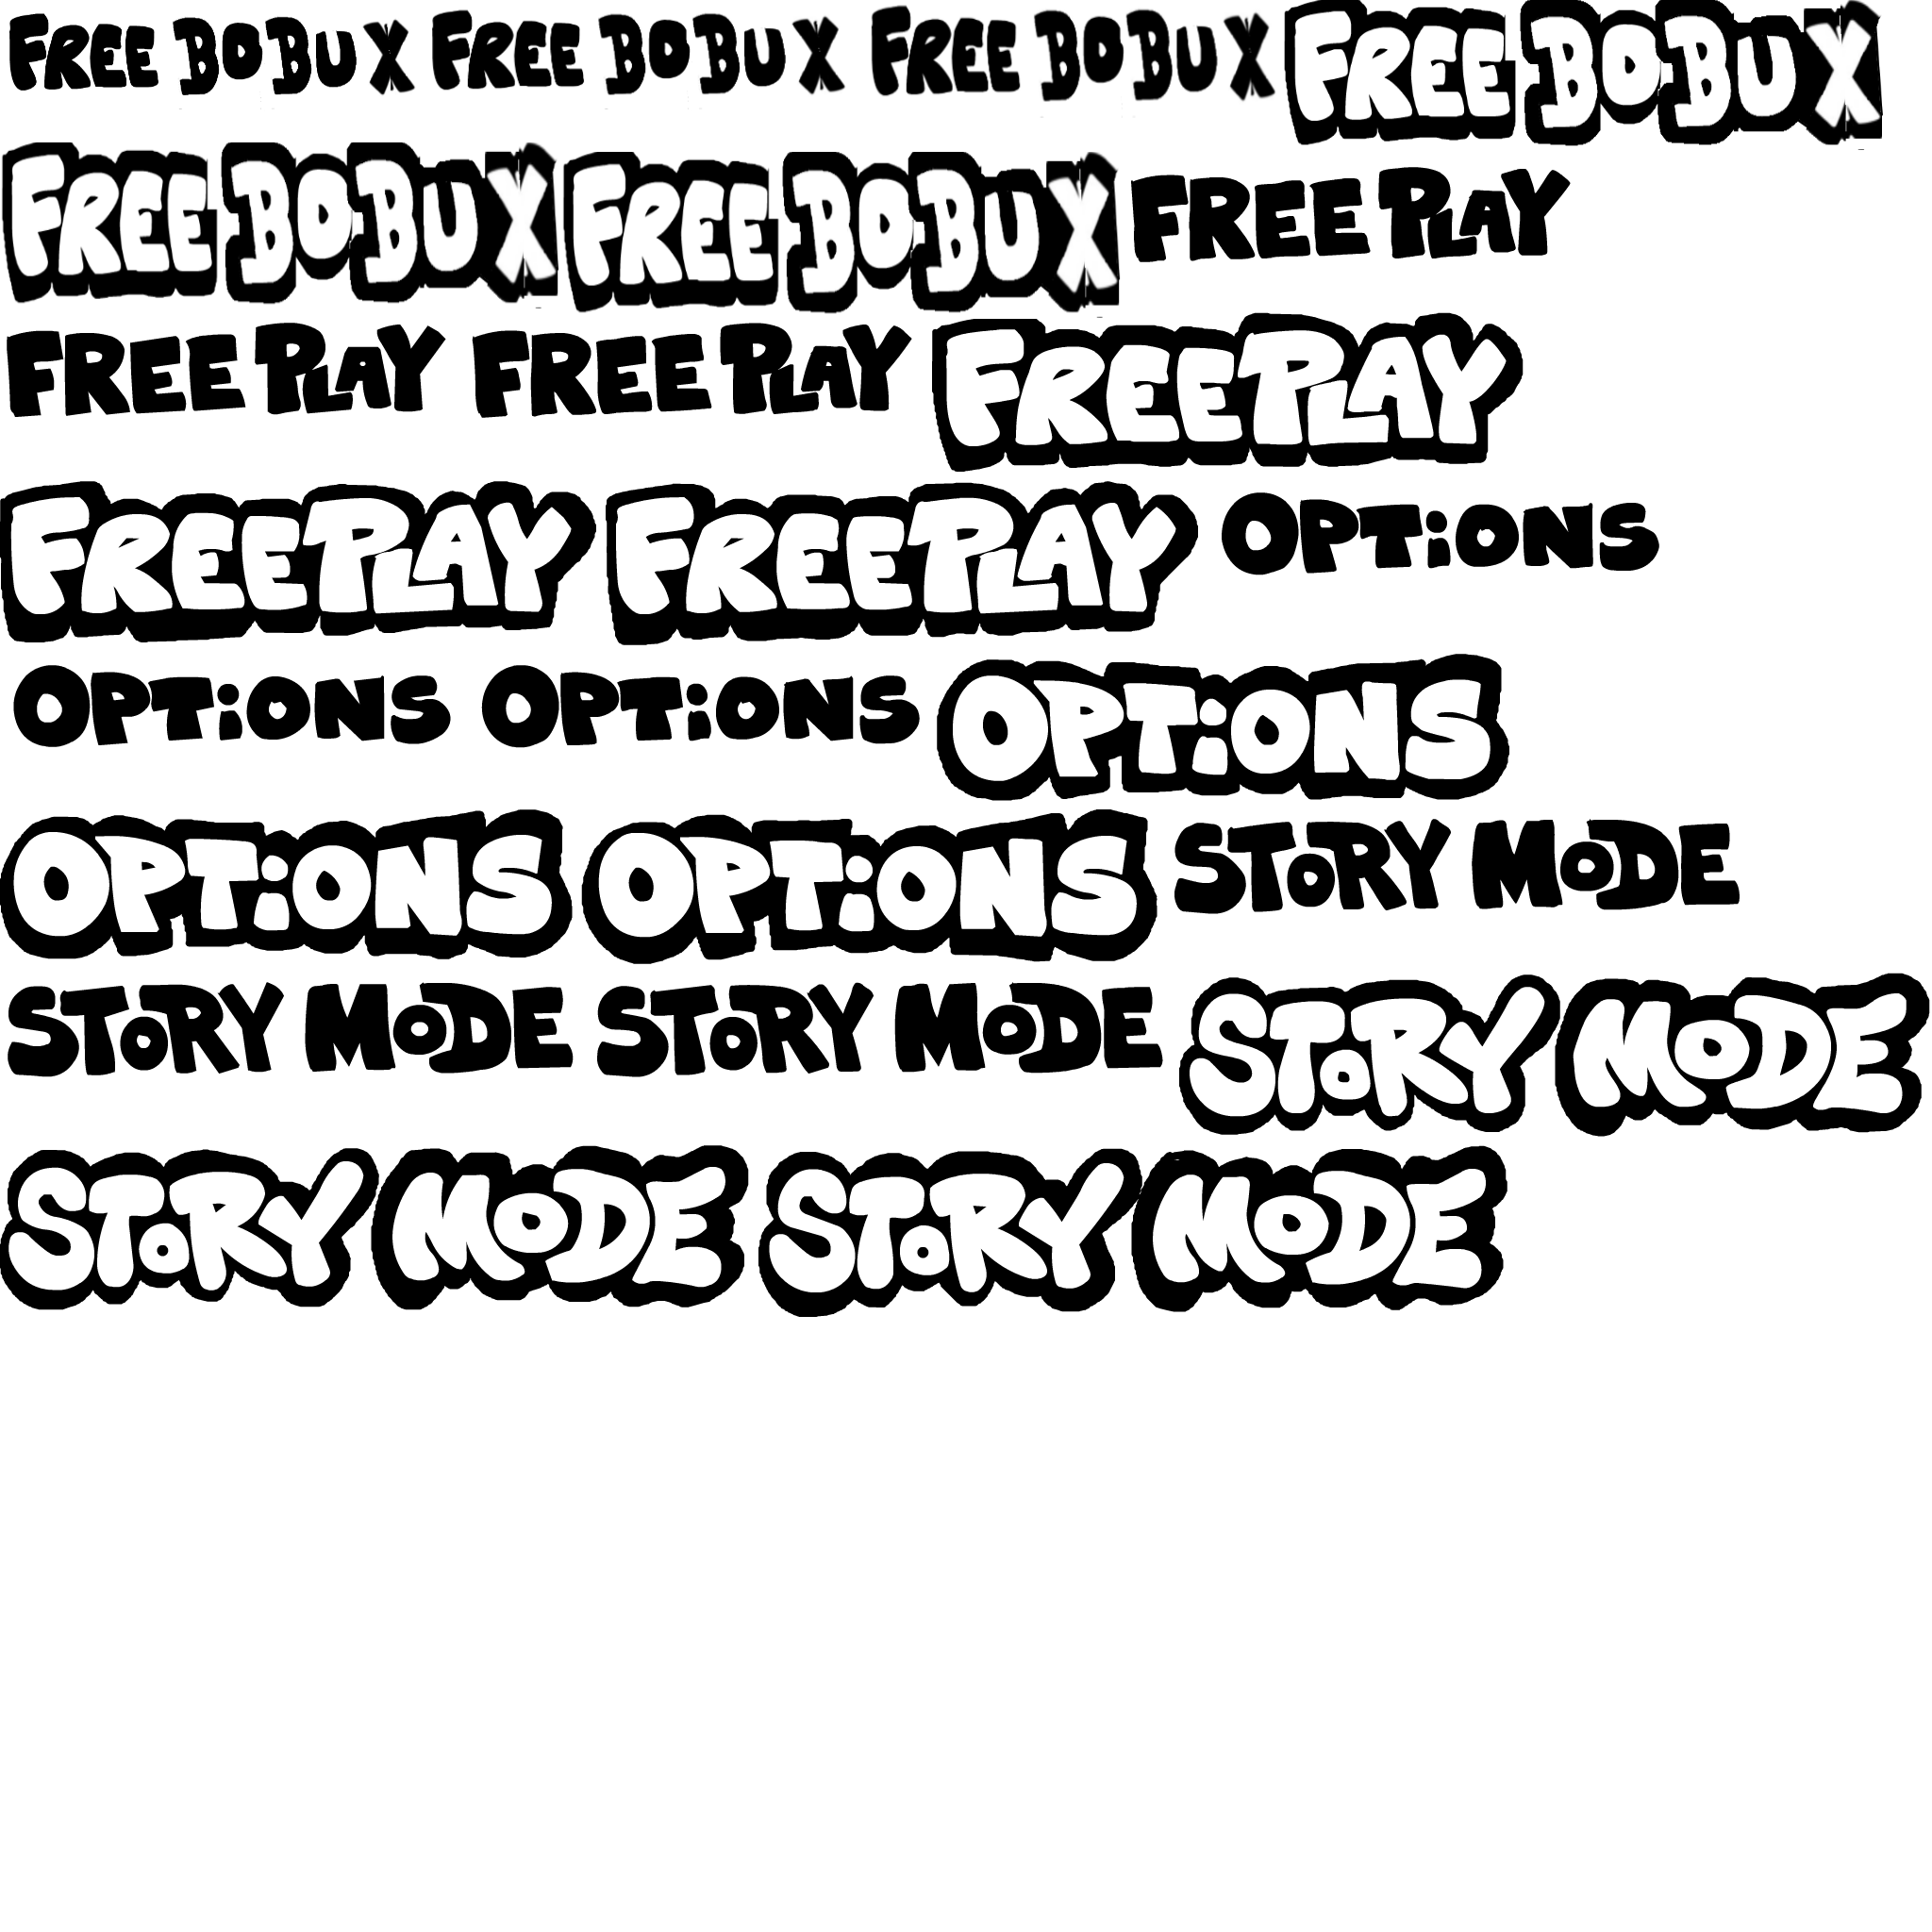 FREE BOBUX FREE BOBUX FREE BOBUX FREE BOBUX
FREE BOBUX FREE BOBUX FREE PLAY
FREE PLAY FREE PLAY FREEPLAY
FREEPLAY FREEPLAY OPTiONS
OPTiONS OPTiONS OPTiONS
OPTiONS OPTiONS STORY MODE
STORY MODE STORY MODE STORY MODE
STORY MODE STORY MODE